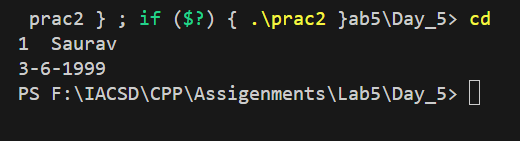 prac2 } ; if ($?) { .\prac2 }ab5\Day_5> cd
1  Saurav
3-6-1999
PS F:\IACSD\CPP\Assigenments\Lab5\Day_5>